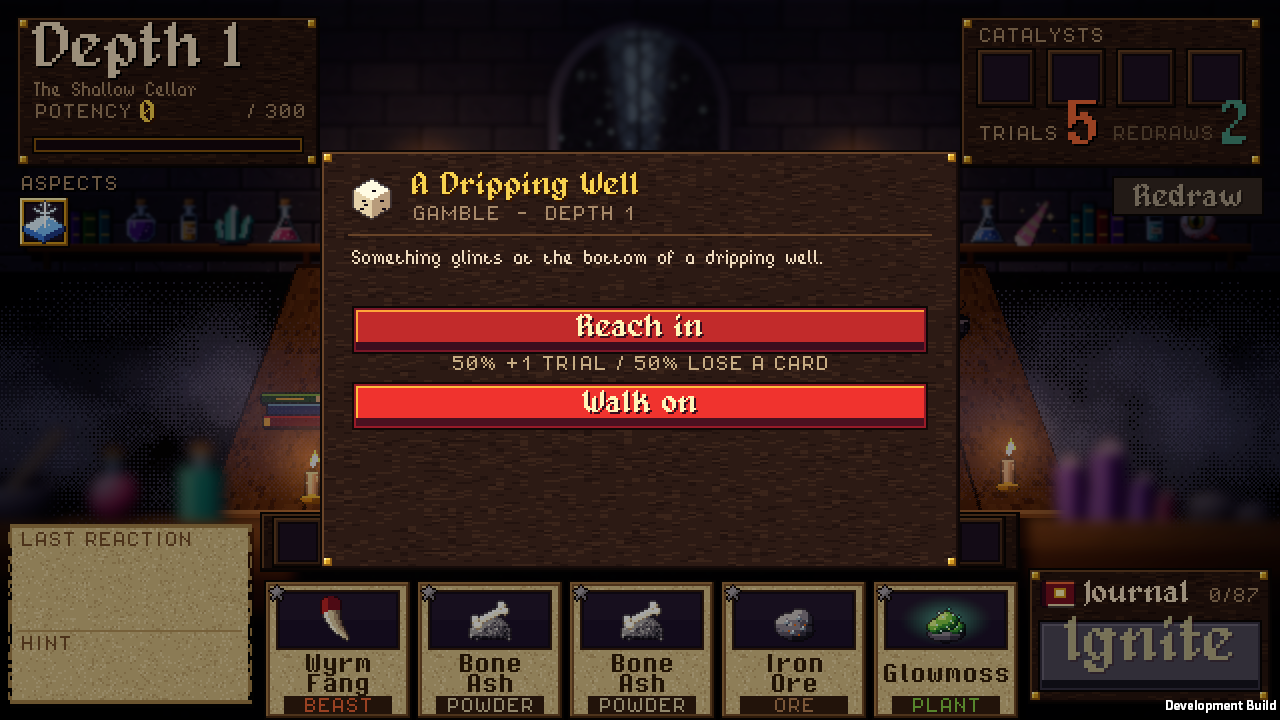 Depth 1
The Shallow Cellar
POTENCY 0 / 300
ASPECTS
CATALYSTS
TRIALS 5 REDRAWS 2
Redraw
A Dripping Well
GAMBLE - DEPTH 1
Something glints at the bottom of a dripping well.
Reach in
50% +1 TRIAL / 50% LOSE A CARD
Walk on
LAST REACTION
HINT
Wyrm
Fang
BEAST
Bone
Ash
POWDER
Bone
Ash
POWDER
Iron
Ore
ORE
Glowmoss
PLANT
Journal 0/87
Ignite
Development Build